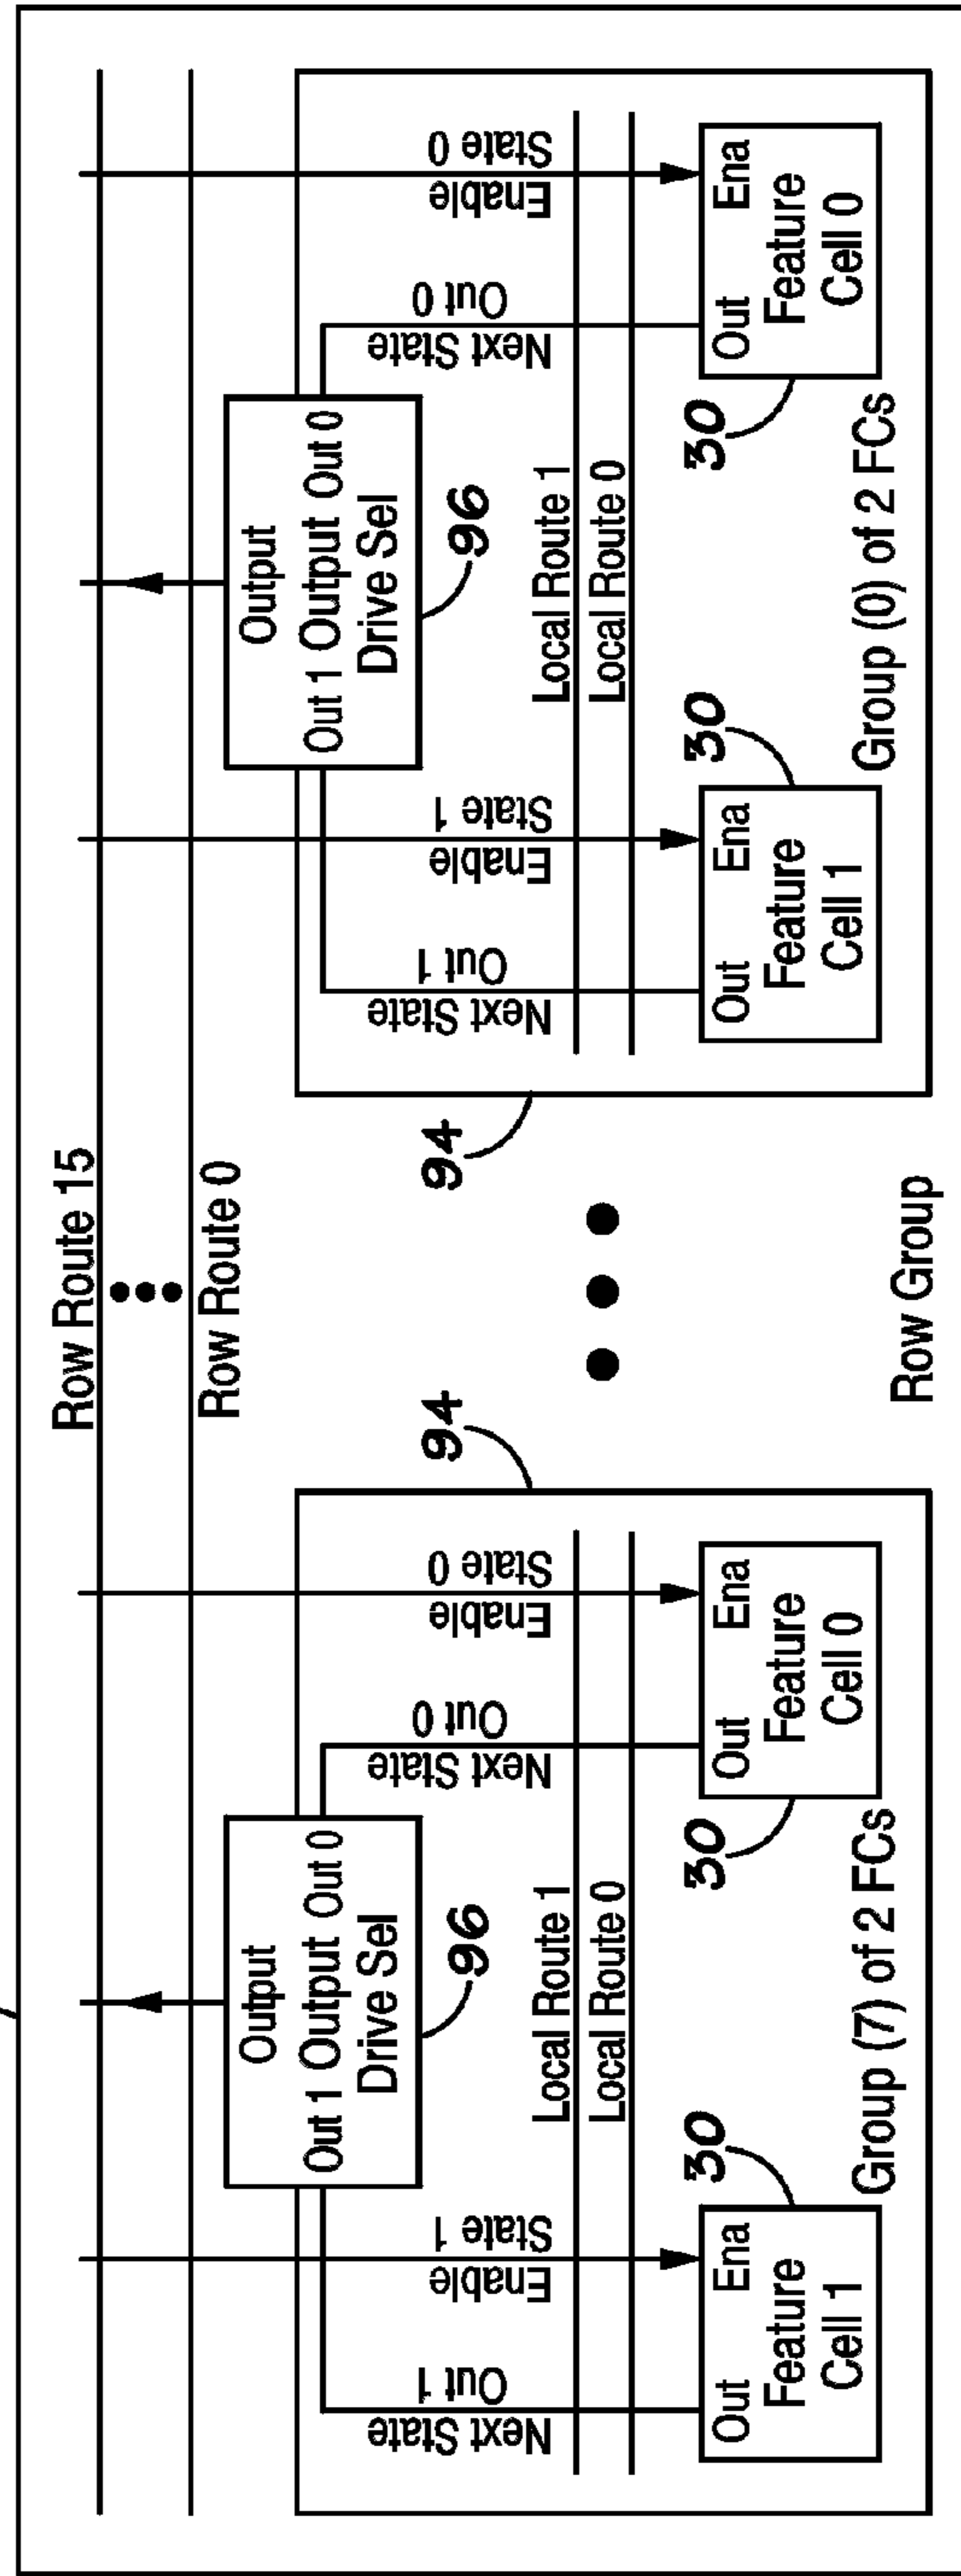 Row Route 15
Row Route 0
Output
Out 1 Output Out 0
Drive Sel
96
Next State
Out 1
Enable
State 1
Next State
Out 0
Enable
State 0
Local Route 1
Local Route 0
Out Ena
Feature
Cell 1
30
Out Ena
Feature
Cell 0
30
Group (7) of 2 FCs
94
94
Output
Out 1 Output Out 0
Drive Sel
96
Next State
Out 1
Enable
State 1
Next State
Out 0
Enable
State 0
Local Route 1
Local Route 0
Out Ena
Feature
Cell 1
30
Out Ena
Feature
Cell 0
30
Group (0) of 2 FCs
Row Group